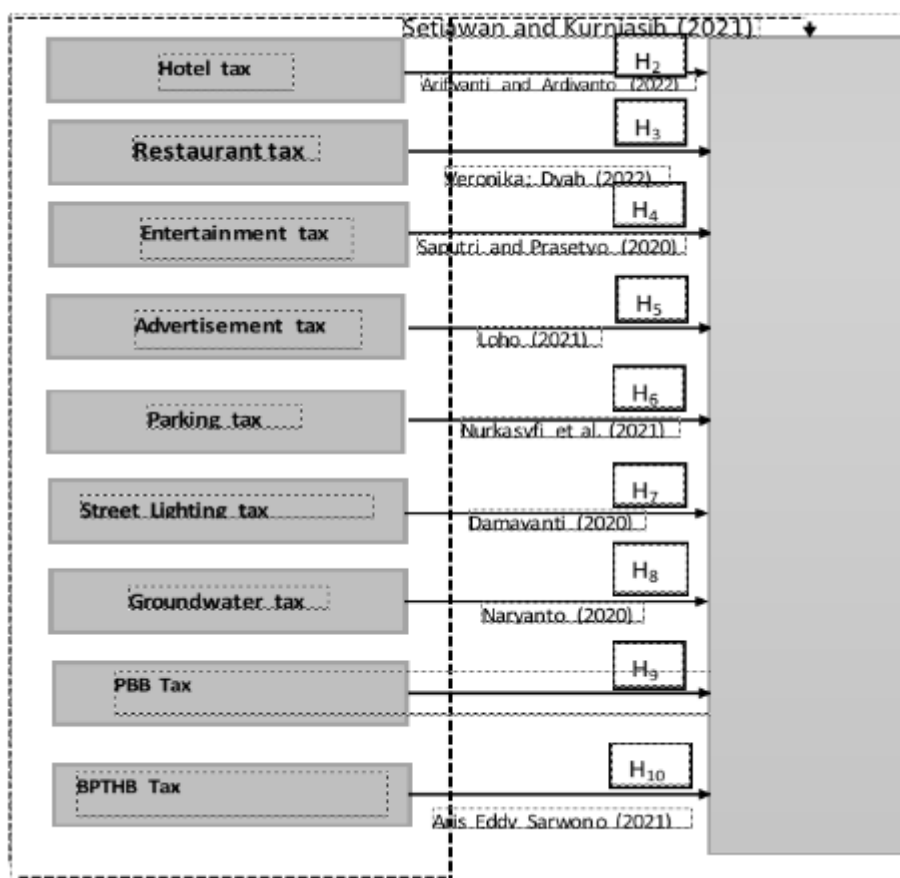 Setiawan and Kurniasih (2021)
Hotel tax
H2
Arifyanti and Ardiyanto (2022)
Restaurant tax
H3
Veronika; Dyah (2022)
Entertainment tax
H4
Saputri and Prasetyo (2020)
Advertisement tax
H5
Loho (2021)
Parking tax
H6
Nurkasyfi et al. (2021)
Street Lighting tax
H7
Damayanti (2020)
Groundwater tax
H8
Naryanto (2020)
PBB Tax
H9
BPTHB Tax
H10
Aris Eddy Sarwono (2021)